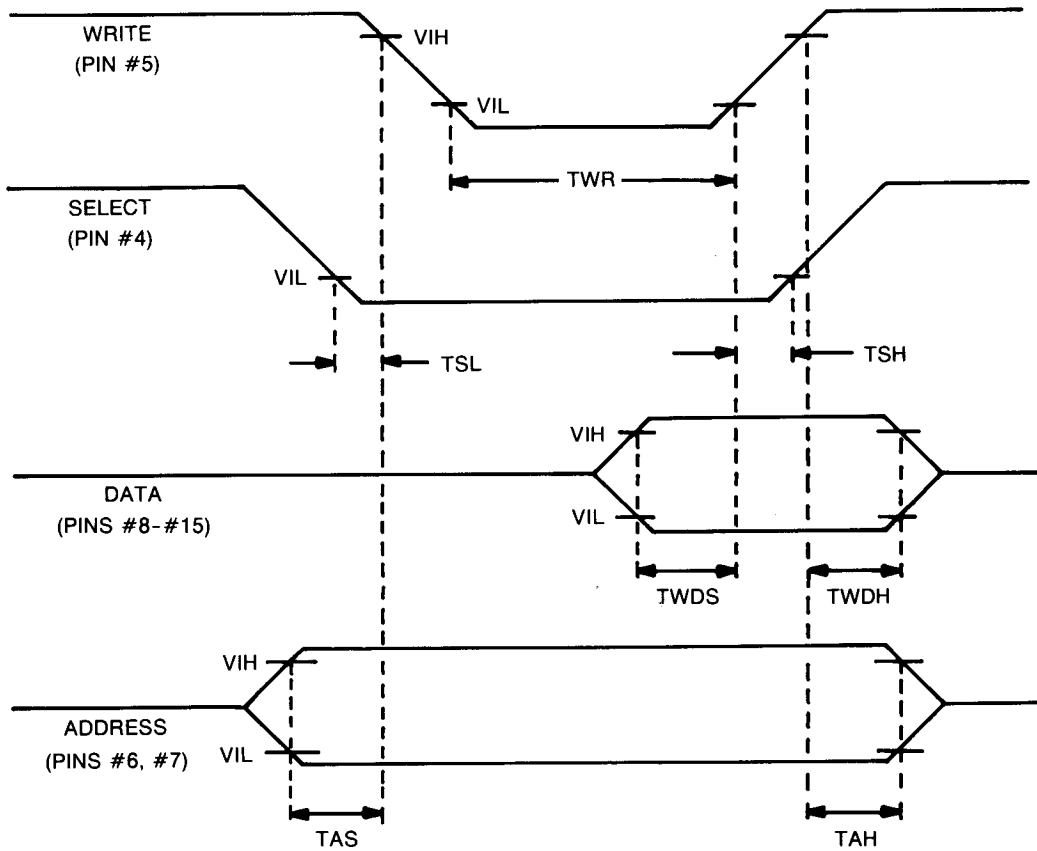 WRITE
(PIN #5)
VIH
VIL
TWR
SELECT
(PIN #4)
VIL
TSL
TSH
VIH
DATA
(PINS #8-#15)
VIL
TWDS
TWDH
VIH
ADDRESS
(PINS #6, #7)
VIL
TAS
TAH